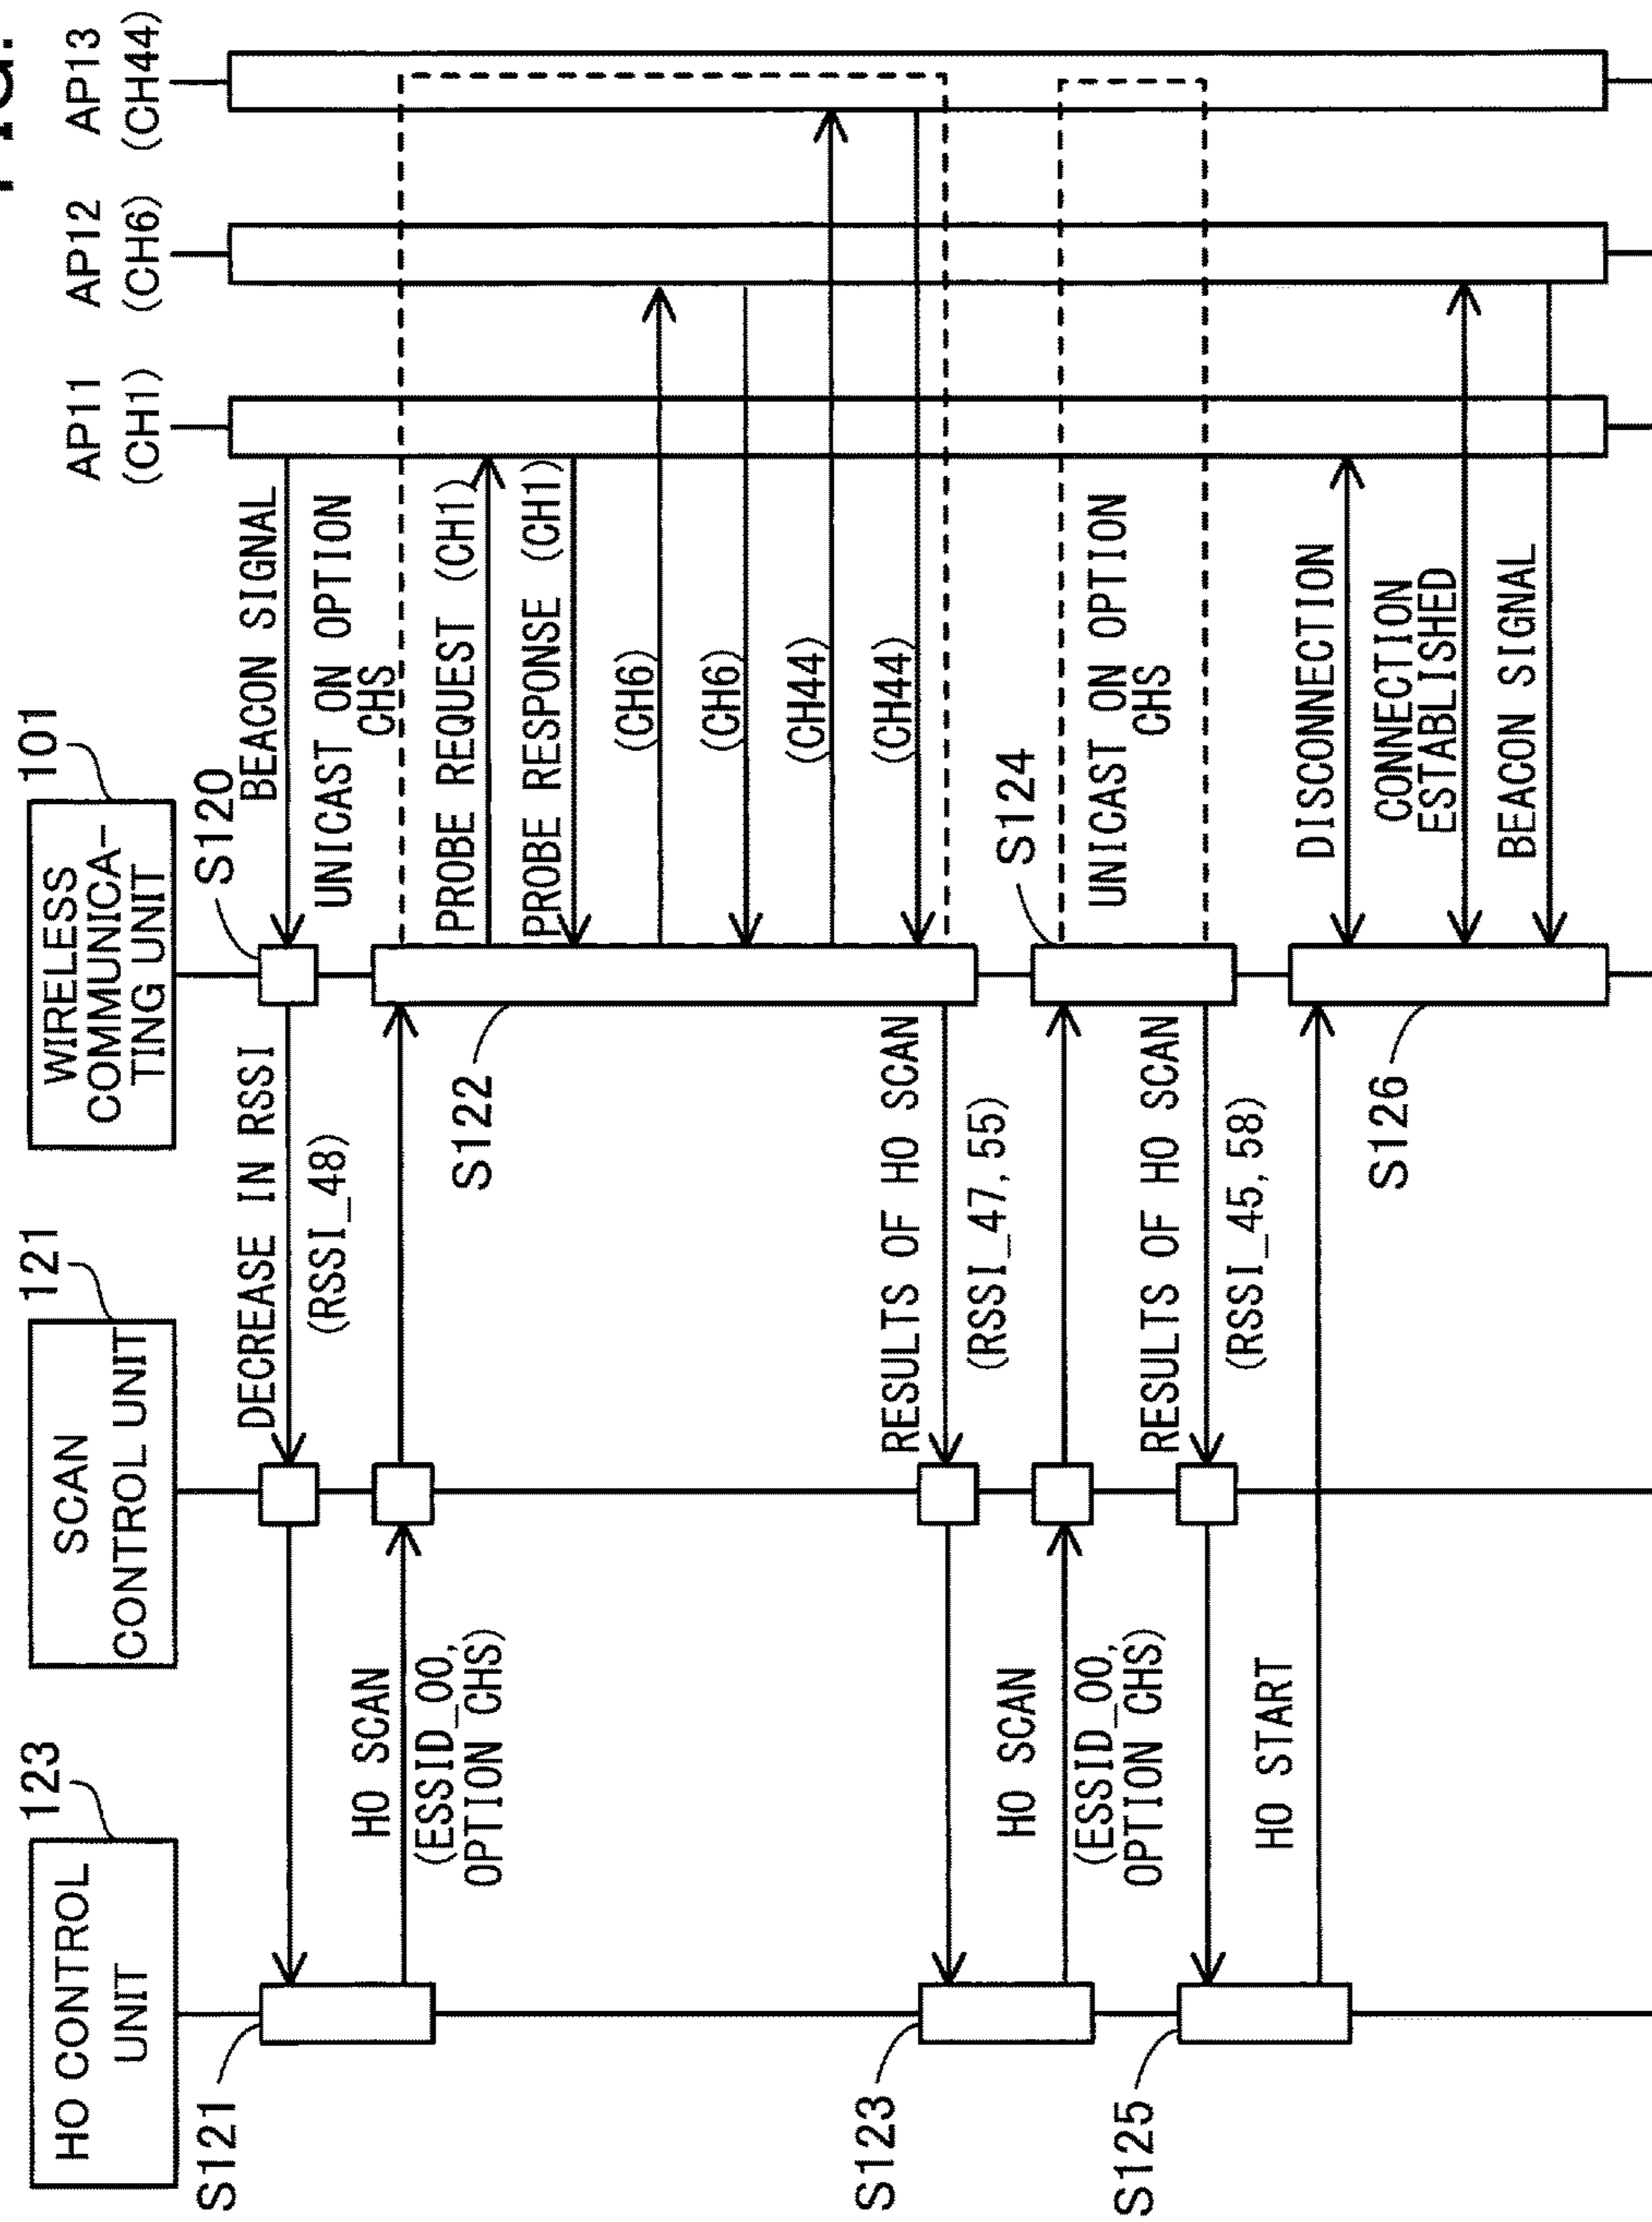 FIG.
HO CONTROL
UNIT
123
SCAN
CONTROL UNIT
121
WIRELESS
COMMUNICA-
TING UNIT
101
AP11
(CH1)
AP12
(CH6)
AP13
(CH44)
S120
BEACON SIGNAL
DECREASE IN RSSI
(RSSI_48)
S121
HO SCAN
(ESSID_00,
OPTION CHS)
UNICAST ON OPTION
CHS
S122
PROBE REQUEST (CH1)
PROBE RESPONSE (CH1)
(CH6)
(CH6)
(CH44)
(CH44)
RESULTS OF HO SCAN
(RSSI_47, 55)
S123
HO SCAN
(ESSID_00,
OPTION CHS)
S124
UNICAST ON OPTION
CHS
RESULTS OF HO SCAN
(RSSI_45, 58)
S125
HO START
S126
DISCONNECTION
CONNECTION
ESTABLISHED
BEACON SIGNAL